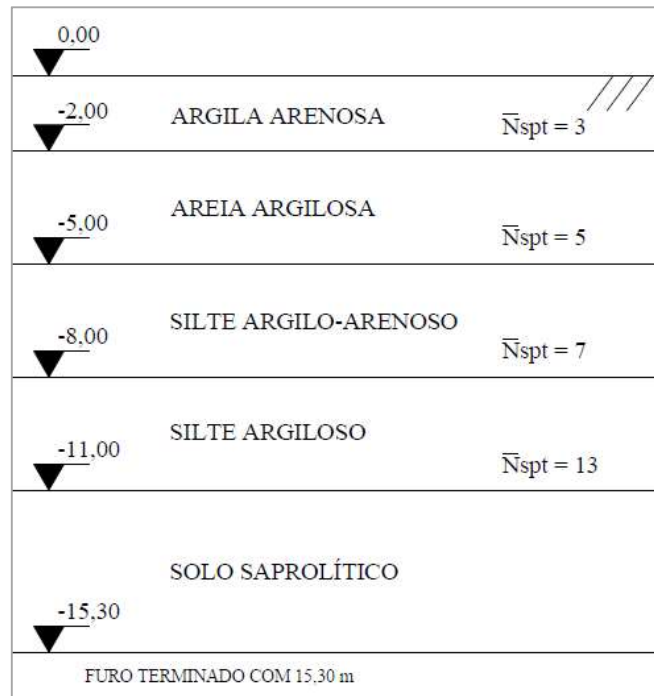 0,00
-2,00
ARGILA ARENOSA
N̅spt = 3
-5,00
AREIA ARGILOSA
N̅spt = 5
-8,00
SILTE ARGILO-ARENOSO
N̅spt = 7
-11,00
SILTE ARGILOSO
N̅spt = 13
SOLO SAPROLÍTICO
-15,30
FURO TERMINADO COM 15,30 m